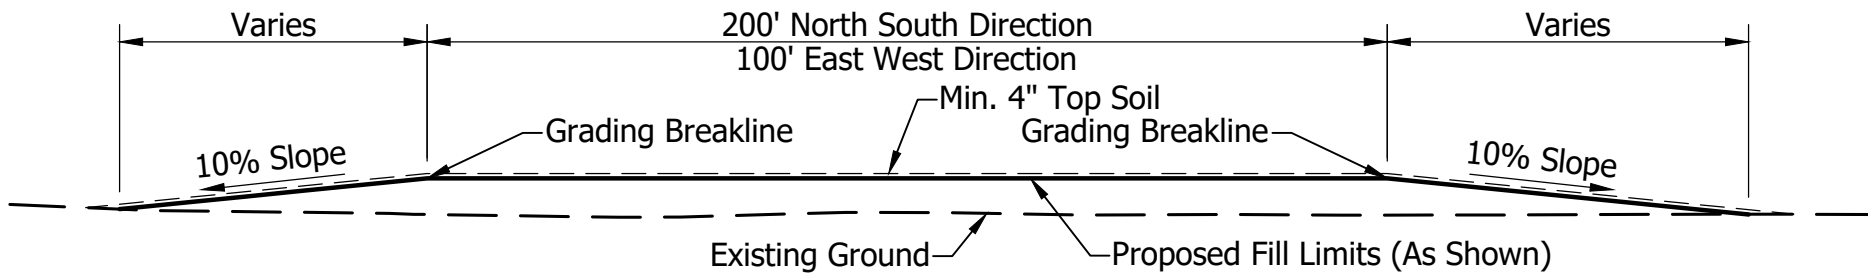 Varies
200' North South Direction
Varies
100' East West Direction
Min. 4" Top Soil
Grading Breakline
Grading Breakline
10% Slope
10% Slope
Existing Ground
Proposed Fill Limits (As Shown)